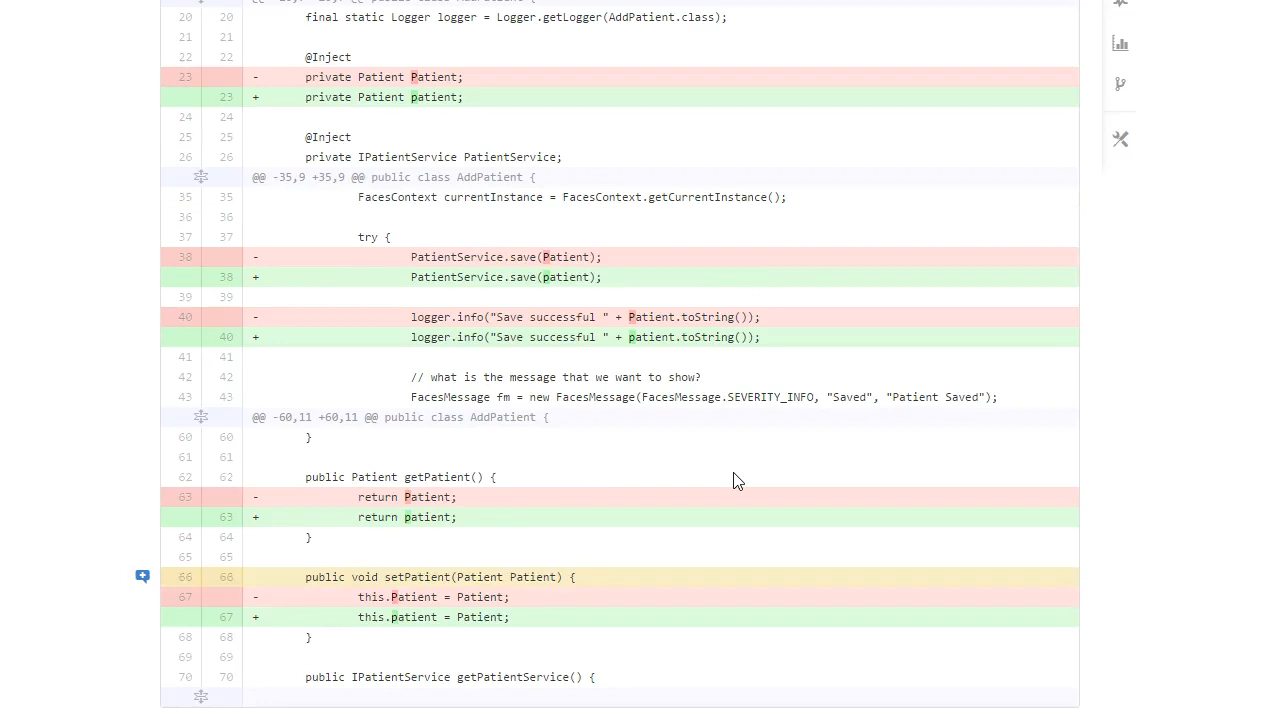 20 20 final static Logger logger = Logger.getLogger(AddPatient.class);
21 21
22 22 @Inject
23 - private Patient Patient;
23 + private Patient patient;
24 24
25 25 @Inject
26 26 private IPatientService PatientService;
@@ -35,9 +35,9 @@ public class AddPatient {
35 35 FacesContext currentInstance = FacesContext.getCurrentInstance();
36 36
37 37 try {
38 - PatientService.save(Patient);
38 + PatientService.save(patient);
39 39
40 - logger.info("Save successful " + Patient.toString());
40 + logger.info("Save successful " + patient.toString());
41 41
42 42 // what is the message that we want to show?
43 43 FacesMessage fm = new FacesMessage(FacesMessage.SEVERITY_INFO, "Saved", "Patient Saved");
@@ -60,11 +60,11 @@ public class AddPatient {
60 60 }
61 61
62 62 public Patient getPatient() {
63 - return Patient;
63 + return patient;
64 64 }
65 65
66 66 public void setPatient(Patient Patient) {
67 - this.Patient = Patient;
67 + this.patient = Patient;
68 68 }
69 69
70 70 public IPatientService getPatientService() {